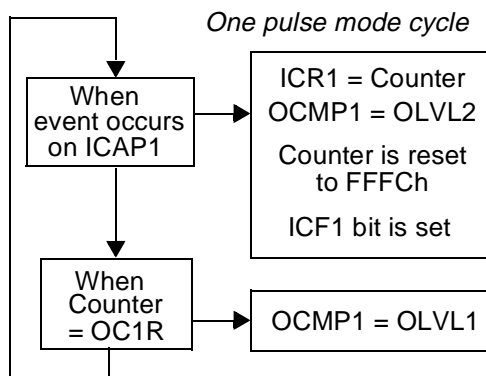 One pulse mode cycle
When
event occurs
on ICAP1
ICR1 = Counter
OCMP1 = OLVL2
Counter is reset
to FFFCh
ICF1 bit is set
When
Counter
= OC1R
OCMP1 = OLVL1